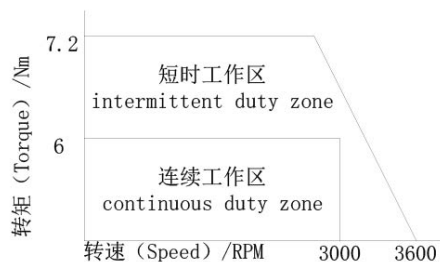 7.2
短时工作区
intermittent duty zone
6
连续工作区
continuous duty zone
转矩（Torque）/Nm
转速（Speed）/RPM
3000
3600